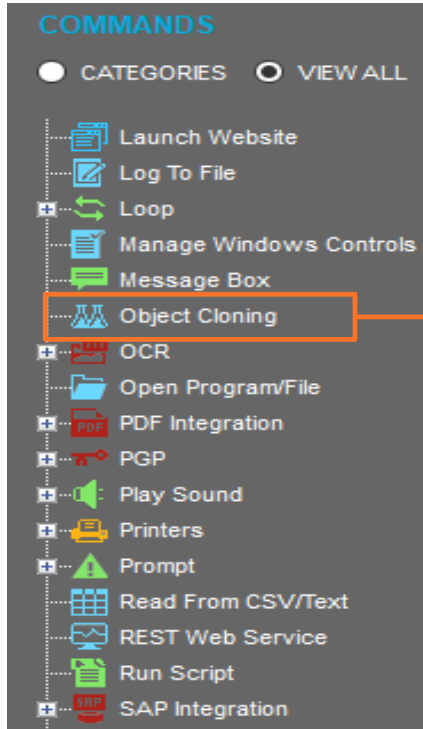 COMMANDS
CATEGORIES VIEW ALL
Launch Website
Log To File
Loop
Manage Windows Controls
Message Box
Object Cloning
OCR
Open Program/File
PDF PDF Integration
PGP
Play Sound
Printers
Prompt
Read From CSV/Text
REST Web Service
Run Script
SAP SAP Integration